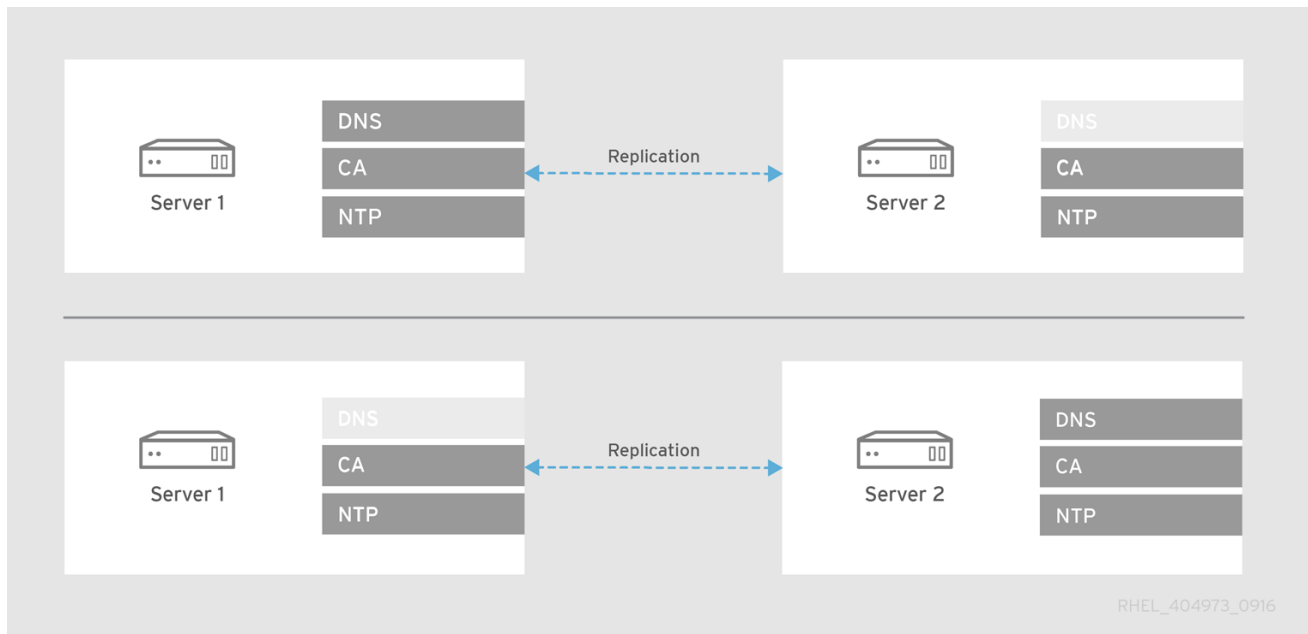 DNS
DNS
Replication
CA
CA
Server 1
Server 2
NTP
NTP
DNS
DNS
Replication
CA
CA
Server 1
Server 2
NTP
NTP
RHEL_404973_0916